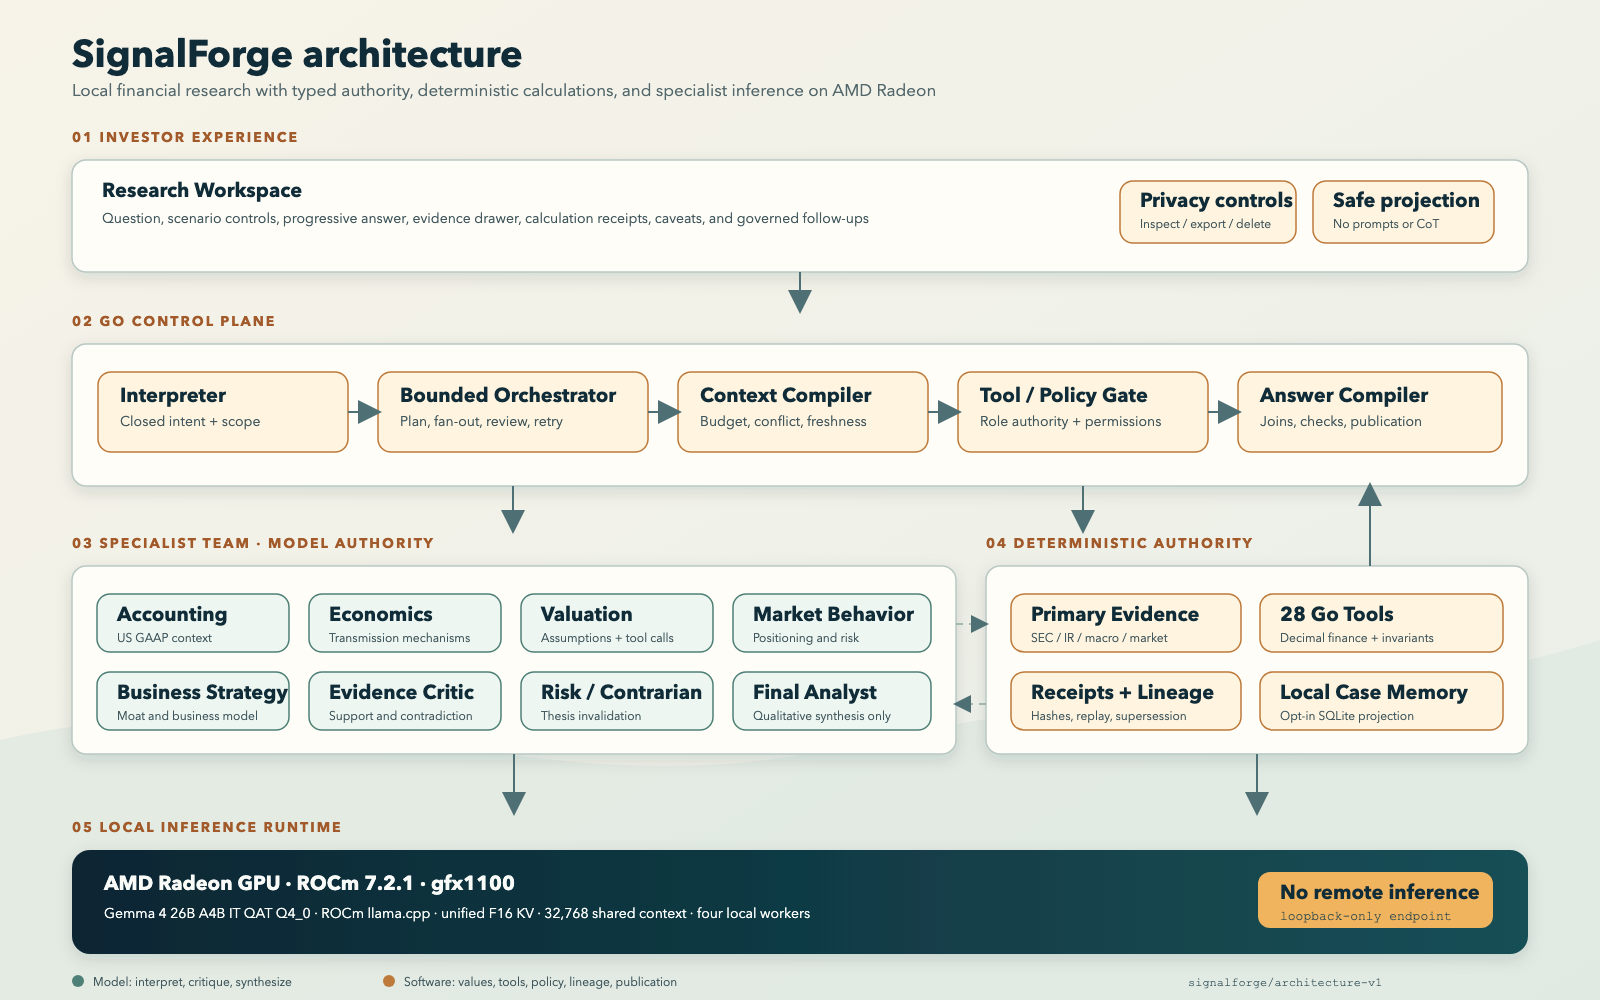 SignalForge architecture
Local financial research with typed authority, deterministic calculations, and specialist inference on AMD Radeon
01 INVESTOR EXPERIENCE
Research Workspace
Question, scenario controls, progressive answer, evidence drawer, calculation receipts, caveats, and governed follow-ups
Privacy controls
Inspect / export / delete
Safe projection
No prompts or CoT
02 GO CONTROL PLANE
Interpreter
Closed intent + scope
Bounded Orchestrator
Plan, fan-out, review, retry
Context Compiler
Budget, conflict, freshness
Tool / Policy Gate
Role authority + permissions
Answer Compiler
Joins, checks, publication
03 SPECIALIST TEAM · MODEL AUTHORITY
Accounting
US GAAP context
Economics
Transmission mechanisms
Valuation
Assumptions + tool calls
Market Behavior
Positioning and risk
Business Strategy
Moat and business model
Evidence Critic
Support and contradiction
Risk / Contrarian
Thesis invalidation
Final Analyst
Qualitative synthesis only
04 DETERMINISTIC AUTHORITY
Primary Evidence
SEC / IR / macro / market
28 Go Tools
Decimal finance + invariants
Receipts + Lineage
Hashes, replay, supersession
Local Case Memory
Opt-in SQLite projection
05 LOCAL INFERENCE RUNTIME
AMD Radeon GPU · ROCm 7.2.1 · gfx1100
Gemma 4 26B A4B IT QAT Q4_0 · ROCm llama.cpp · unified F16 KV · 32,768 shared context · four local workers
No remote inference
loopback-only endpoint
Model: interpret, critique, synthesize
Software: values, tools, policy, lineage, publication
signalforge/architecture-v1